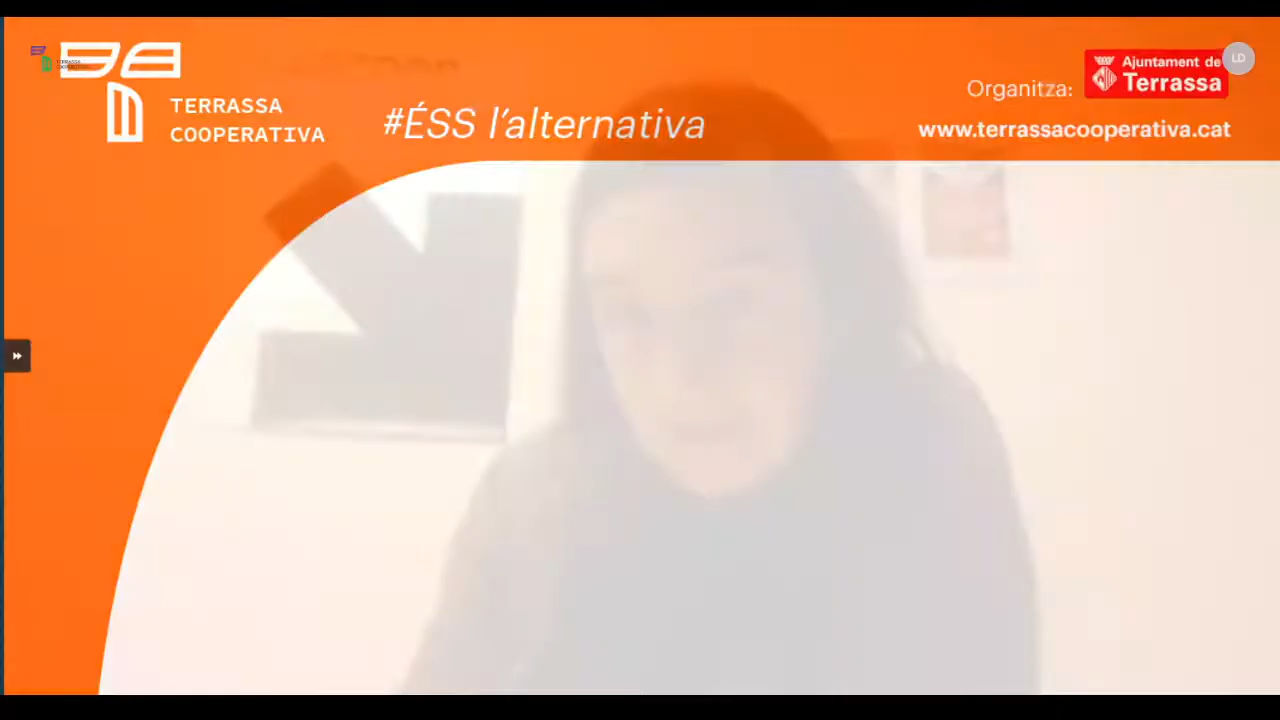 TERRASSA
COOPERATIVA
#ÉSS l’alternativa
Organitza:
Ajuntament de
Terrassa
LD
www.terrassacooperativa.cat